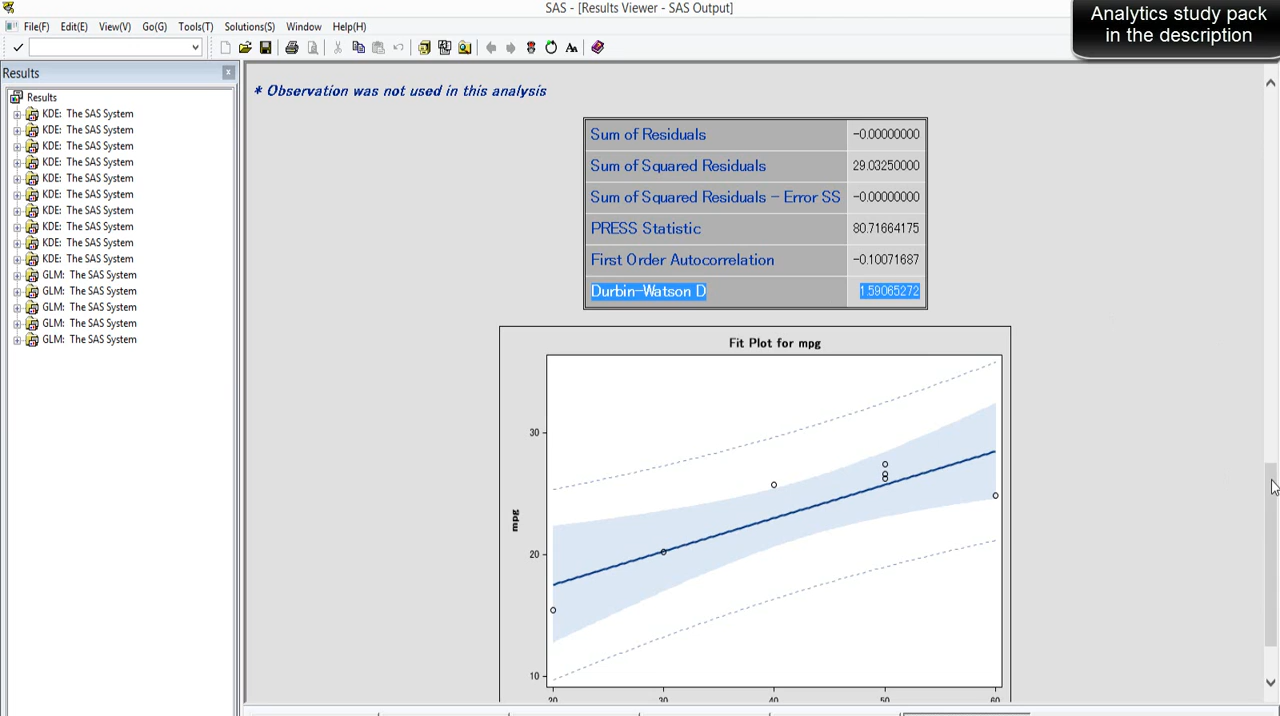 SAS - [Results Viewer - SAS Output]
Analytics study pack
in the description
File(F) Edit(E) View(V) Go(G) Tools(T) Solutions(S) Window Help(H)
Results
Results
KDE: The SAS System
KDE: The SAS System
KDE: The SAS System
KDE: The SAS System
KDE: The SAS System
KDE: The SAS System
KDE: The SAS System
KDE: The SAS System
KDE: The SAS System
KDE: The SAS System
GLM: The SAS System
GLM: The SAS System
GLM: The SAS System
GLM: The SAS System
GLM: The SAS System
* Observation was not used in this analysis
Sum of Residuals -0.00000000
Sum of Squared Residuals 29.03250000
Sum of Squared Residuals - Error SS -0.00000000
PRESS Statistic 80.71664175
First Order Autocorrelation -0.10071687
Durbin-Watson D 1.59065272
Fit Plot for mpg
30
mpg
20
10
20 30 40 50 60